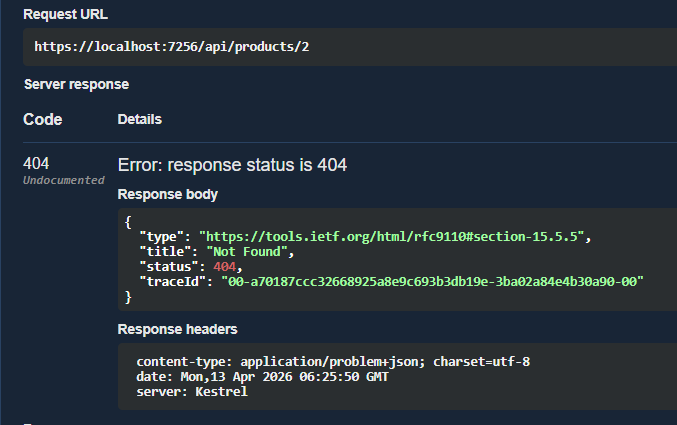 Request URL
https://localhost:7256/api/products/2
Server response
Code Details
404 Error: response status is 404
Undocumented
Response body
{
"type": "https://tools.ietf.org/html/rfc9110#section-15.5.5",
"title": "Not Found",
"status": 404,
"traceId": "00-a70187ccc32668925a8e9c693b3db19e-3ba02a84e4b30a90-00"
}
Response headers
content-type: application/problem+json; charset=utf-8
date: Mon,13 Apr 2026 06:25:50 GMT
server: Kestrel